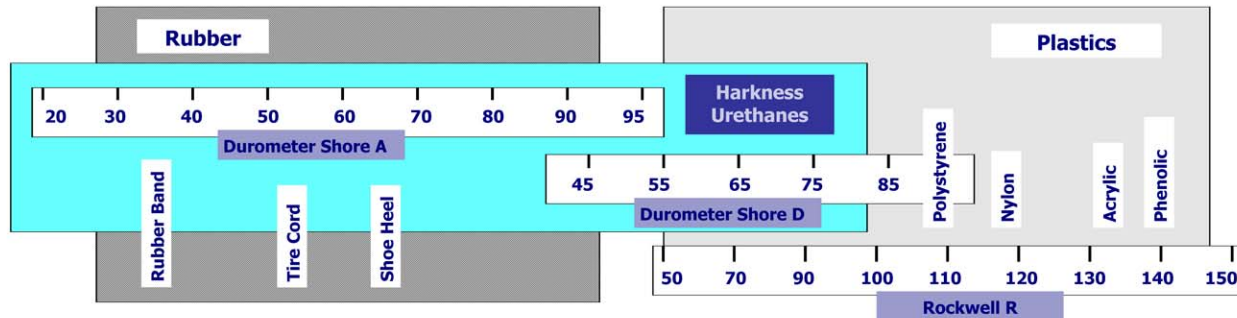 Rubber
Plastics
Harkness
Urethanes
20 30 40 50 60 70 80 90 95
Durometer Shore A
45 55 65 75 85
Durometer Shore D
Rubber Band
Tire Cord
Shoe Heel
Polystyrene
Nylon
Acrylic
Phenolic
50 70 90 100 110 120 130 140 150
Rockwell R